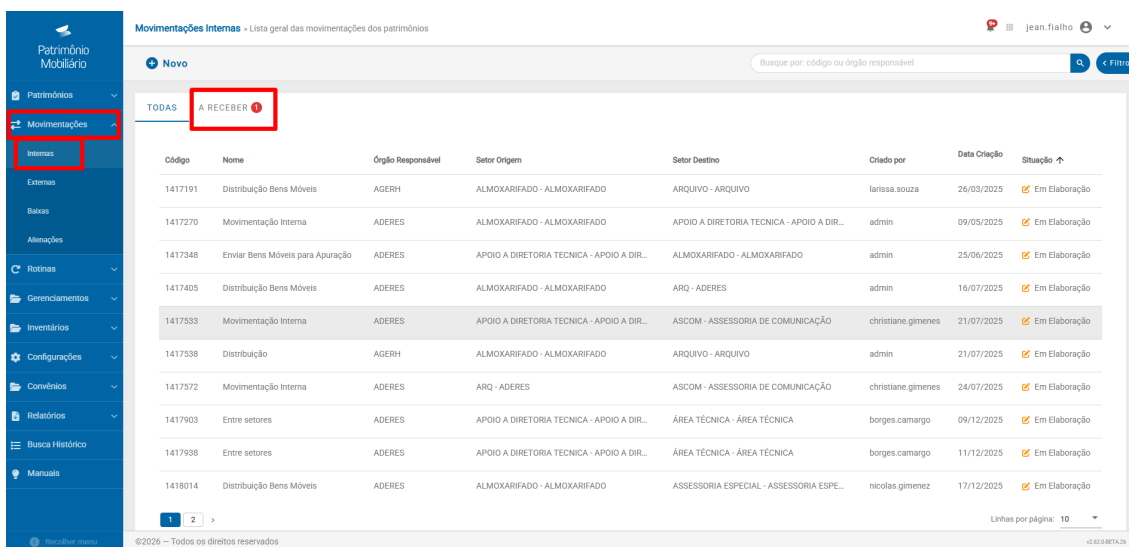 Patrimônio
Mobiliário
Patrimônios
Movimentações
Internas
Externas
Baixas
Alienações
Rotinas
Gerenciamentos
Inventários
Configurações
Convênios
Relatórios
Busca Histórico
Manuais
Recolher menu
Movimentações Internas » Lista geral das movimentações dos patrimônios
9+ jean.fialho
Novo
Busque por: código ou órgão responsável
< Filtro
TODAS A RECEBER 1
Código Nome Órgão Responsável Setor Origem Setor Destino Criado por Data Criação Situação ↑
1417191 Distribuição Bens Móveis AGERH ALMOXARIFADO - ALMOXARIFADO ARQUIVO - ARQUIVO larissa.souza 26/03/2025 Em Elaboração
1417270 Movimentação Interna ADERES ALMOXARIFADO - ALMOXARIFADO APOIO A DIRETORIA TECNICA - APOIO A DIR... admin 09/05/2025 Em Elaboração
1417348 Enviar Bens Móveis para Apuração ADERES APOIO A DIRETORIA TECNICA - APOIO A DIR... ALMOXARIFADO - ALMOXARIFADO admin 25/06/2025 Em Elaboração
1417405 Distribuição Bens Móveis ADERES ALMOXARIFADO - ALMOXARIFADO ARQ - ADERES admin 16/07/2025 Em Elaboração
1417533 Movimentação Interna ADERES APOIO A DIRETORIA TECNICA - APOIO A DIR... ASCOM - ASSESSORIA DE COMUNICAÇÃO christiane.gimenes 21/07/2025 Em Elaboração
1417538 Distribuição AGERH ALMOXARIFADO - ALMOXARIFADO ARQUIVO - ARQUIVO admin 21/07/2025 Em Elaboração
1417572 Movimentação Interna ADERES ARQ - ADERES ASCOM - ASSESSORIA DE COMUNICAÇÃO christiane.gimenes 24/07/2025 Em Elaboração
1417903 Entre setores ADERES APOIO A DIRETORIA TECNICA - APOIO A DIR... ÁREA TÉCNICA - ÁREA TÉCNICA borges.camargo 09/12/2025 Em Elaboração
1417938 Entre setores ADERES APOIO A DIRETORIA TECNICA - APOIO A DIR... ÁREA TÉCNICA - ÁREA TÉCNICA borges.camargo 11/12/2025 Em Elaboração
1418014 Distribuição Bens Móveis ADERES ALMOXARIFADO - ALMOXARIFADO ASSESSORIA ESPECIAL - ASSESSORIA ESPE... nicolas.gimenez 17/12/2025 Em Elaboração
1 2 > Linhas por página: 10
©2026 — Todos os direitos reservados v2.62.0-BETA.26